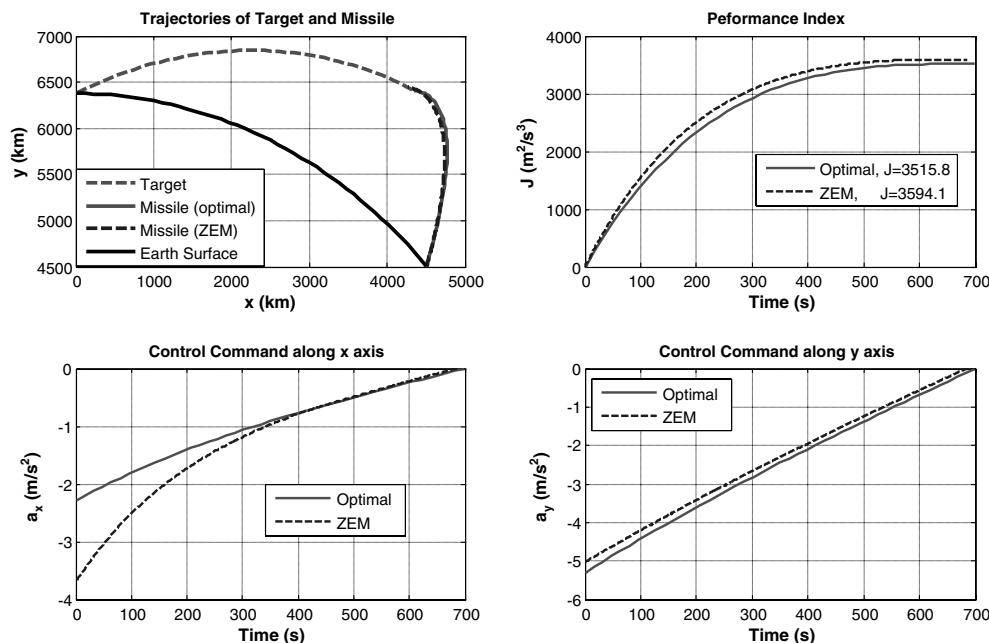 Trajectories of Target and Missile
7000
6500
6000
5500
5000
4500
y (km)
0 1000 2000 3000 4000 5000
x (km)
Target
Missile (optimal)
Missile (ZEM)
Earth Surface
Peformance Index
4000
3000
2000
1000
0
J (m²/s³)
0 100 200 300 400 500 600 700
Time (s)
Optimal, J=3515.8
ZEM, J=3594.1
Control Command along x axis
0
-1
-2
-3
-4
aₓ (m/s²)
0 100 200 300 400 500 600 700
Time (s)
Optimal
ZEM
Control Command along y axis
0
-1
-2
-3
-4
-5
-6
a_y (m/s²)
0 100 200 300 400 500 600 700
Time (s)
Optimal
ZEM